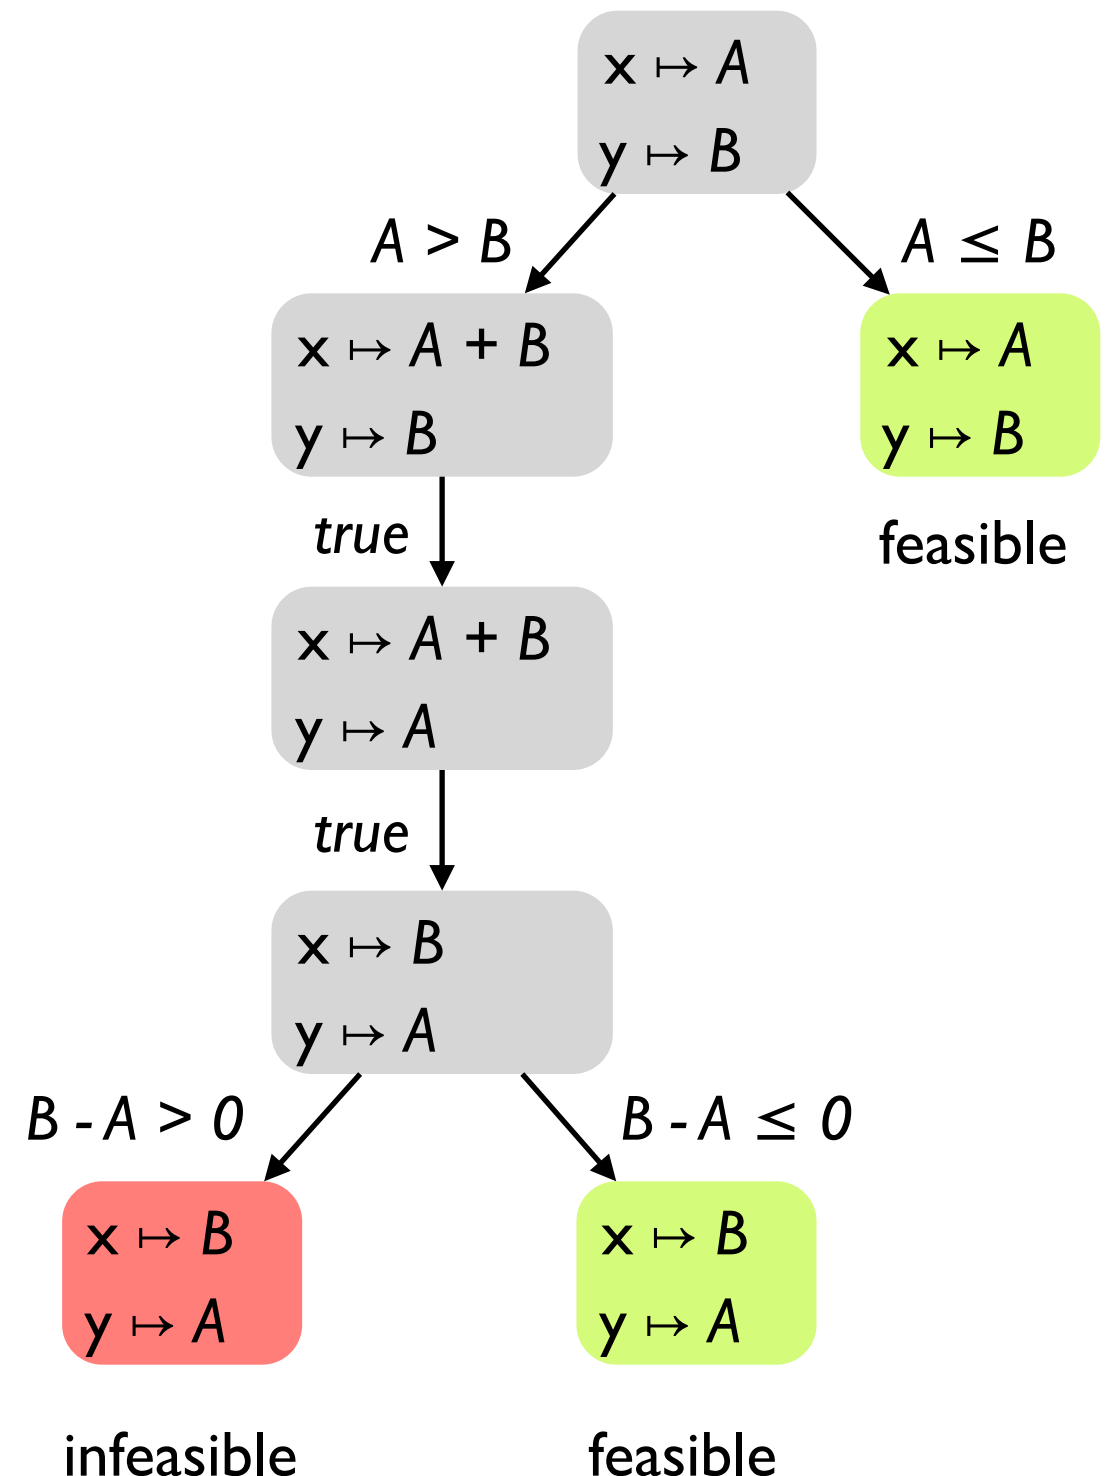 x ↦ A
y ↦ B
A > B
A ≤ B
x ↦ A + B
y ↦ B
x ↦ A
y ↦ B
feasible
true
x ↦ A + B
y ↦ A
true
x ↦ B
y ↦ A
B - A > 0
B - A ≤ 0
x ↦ B
y ↦ A
infeasible
x ↦ B
y ↦ A
feasible